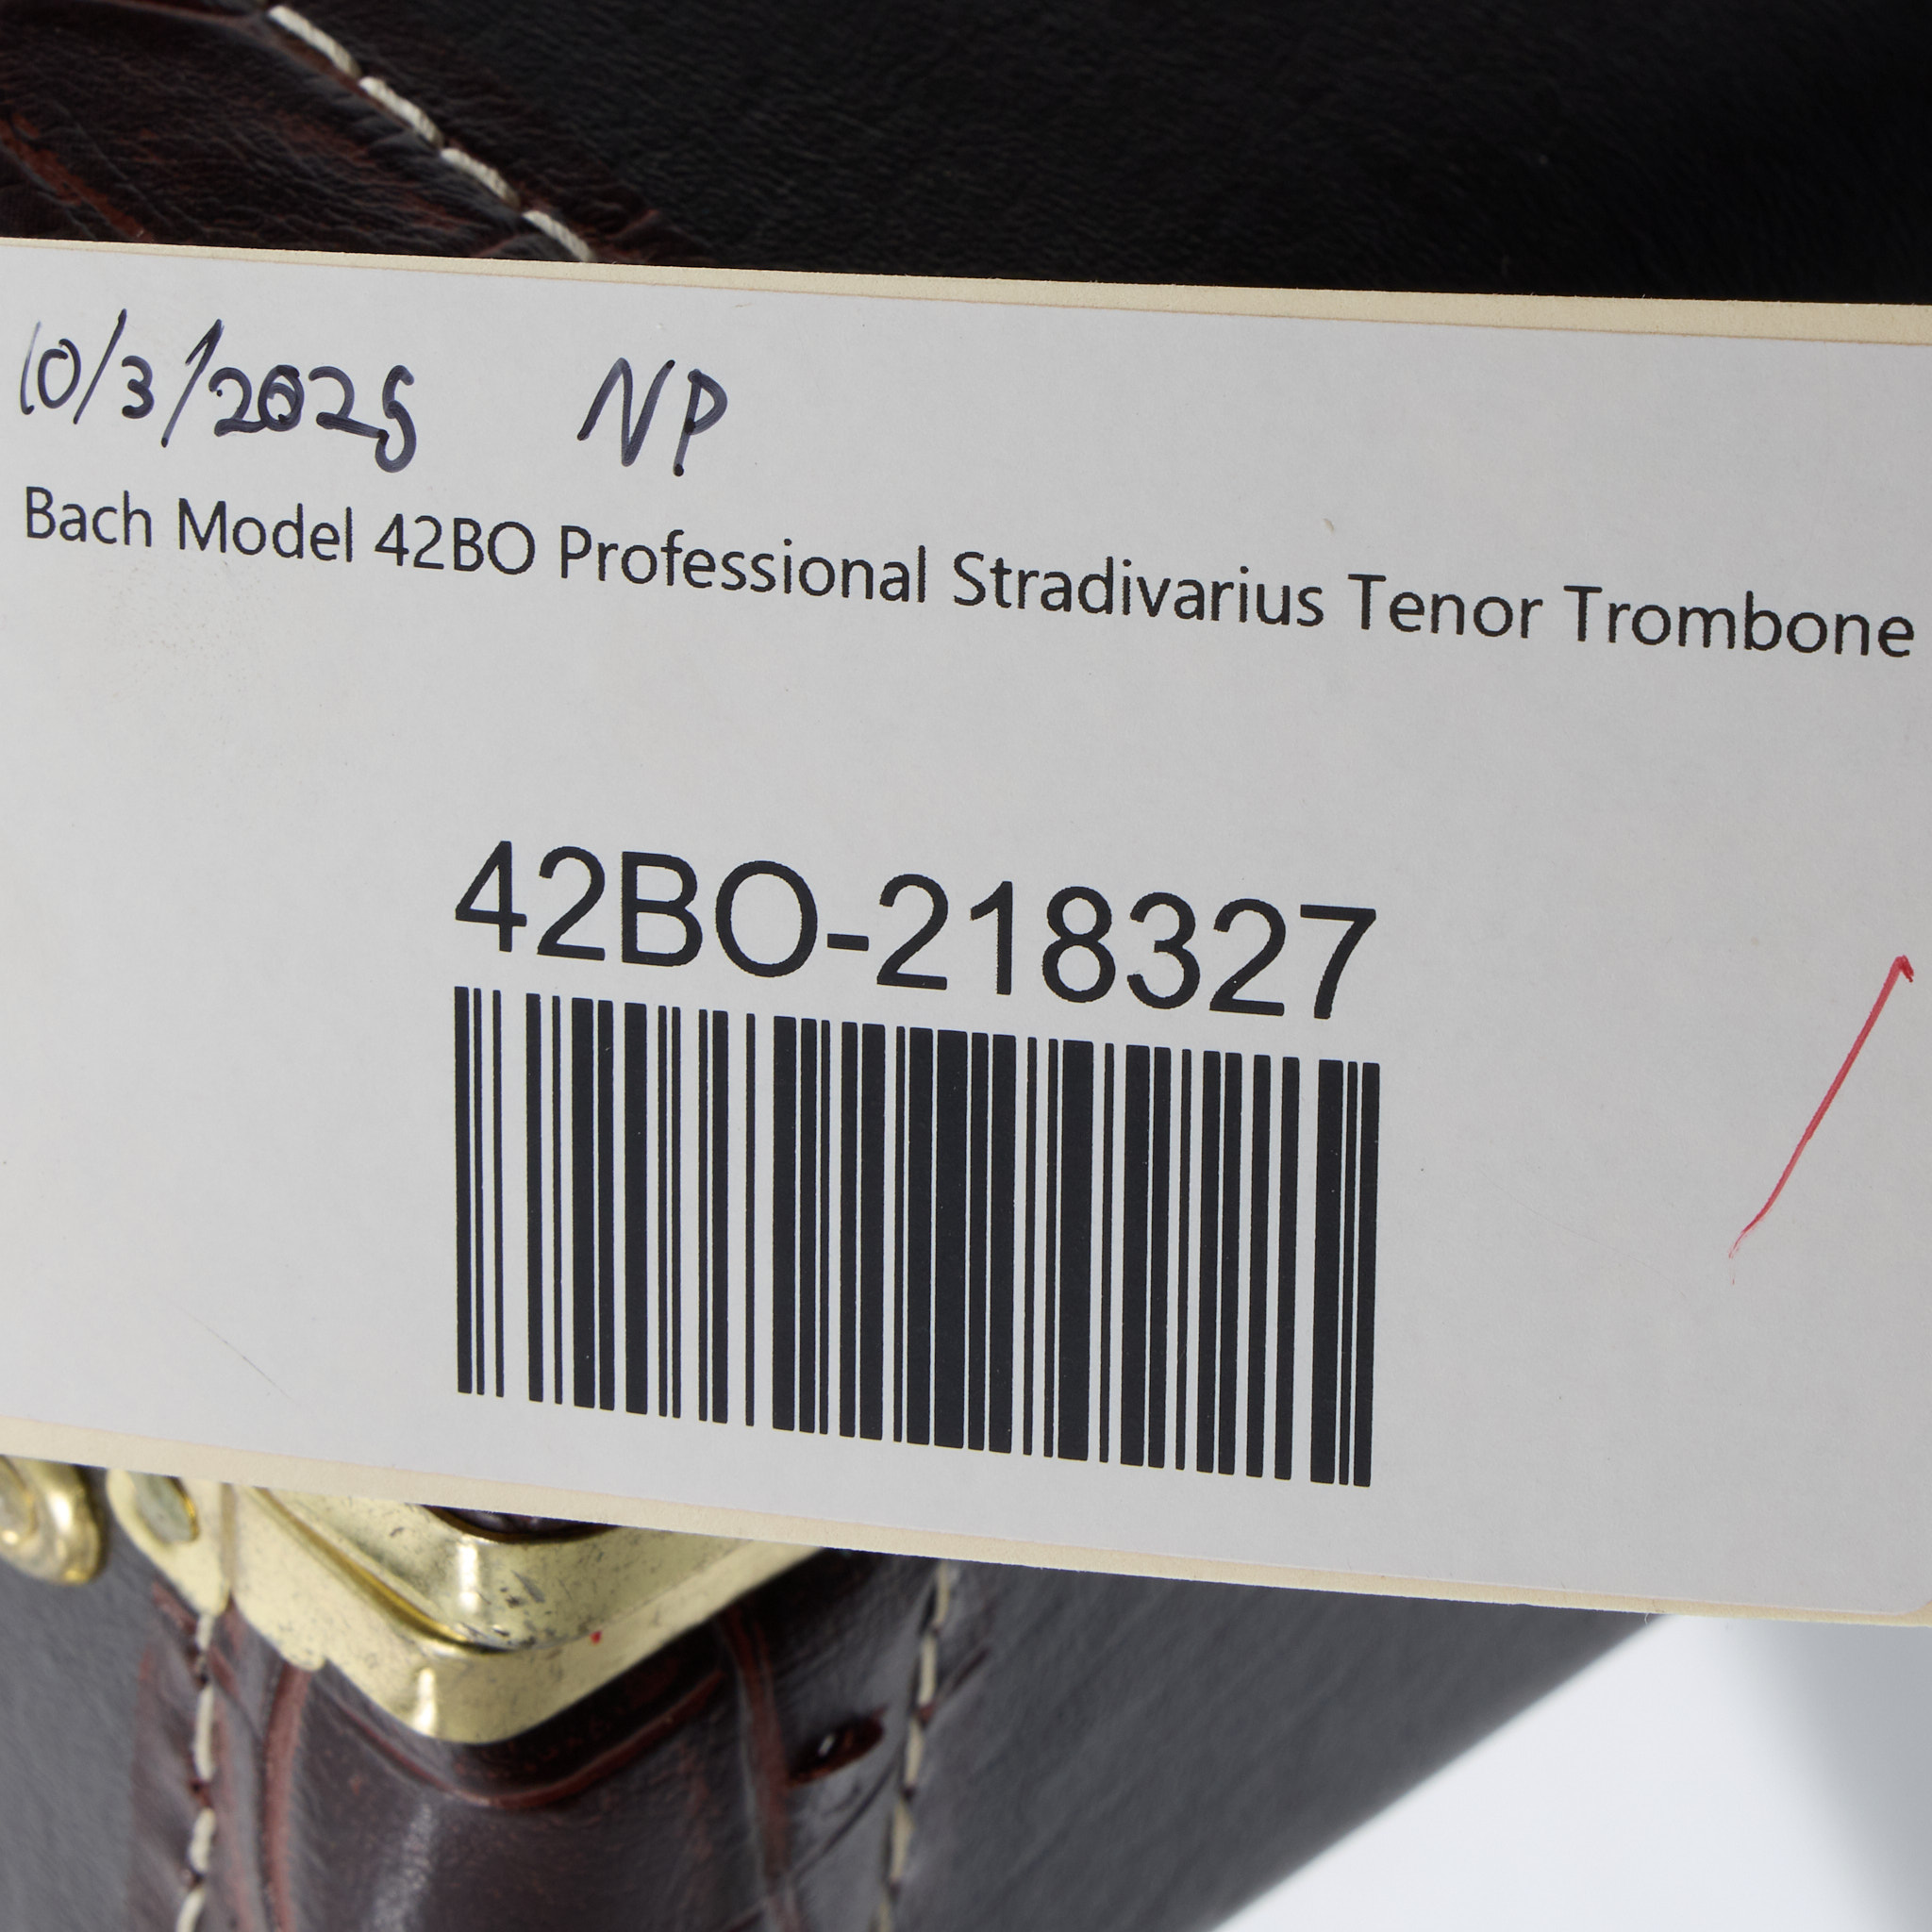 10/3/2025 NP
Bach Model 42BO Professional Stradivarius Tenor Trombone
42BO-218327